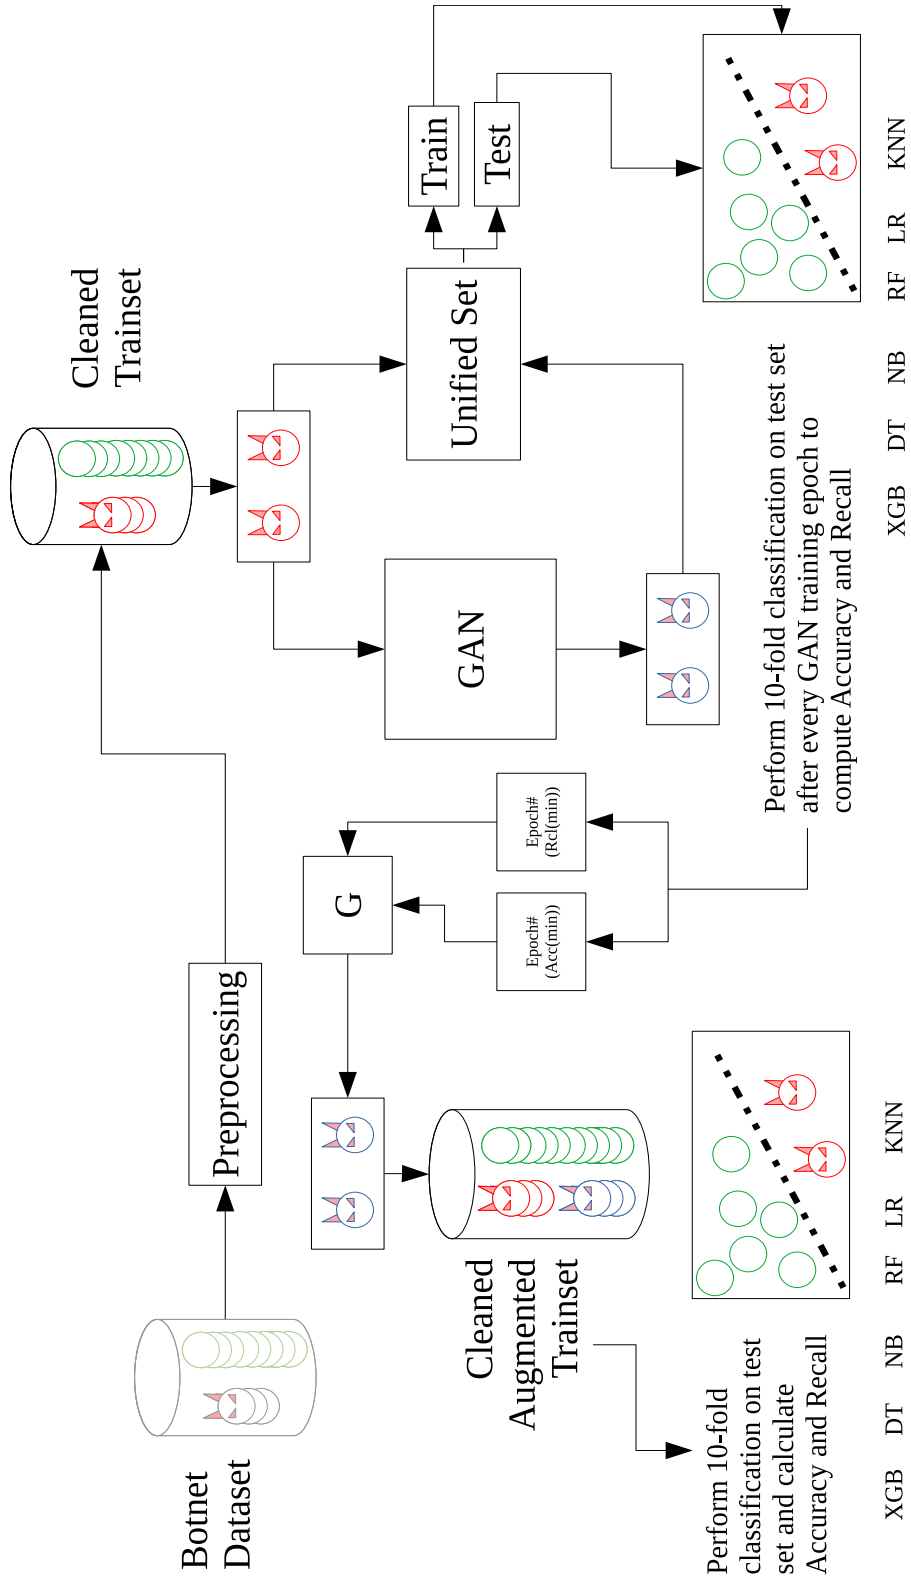 Botnet
Dataset
Preprocessing
Cleaned
Trainset
GAN
Unified Set
Train
Test
Perform 10-fold classification on test set
after every GAN training epoch to
compute Accuracy and Recall
XGB DT NB RF LR KNN
Epoch#
(Acc(min))
Epoch#
(Rcl(min))
G
Cleaned
Augmented
Trainset
Perform 10-fold
classification on test
set and calculate
Accuracy and Recall
XGB DT NB RF LR KNN